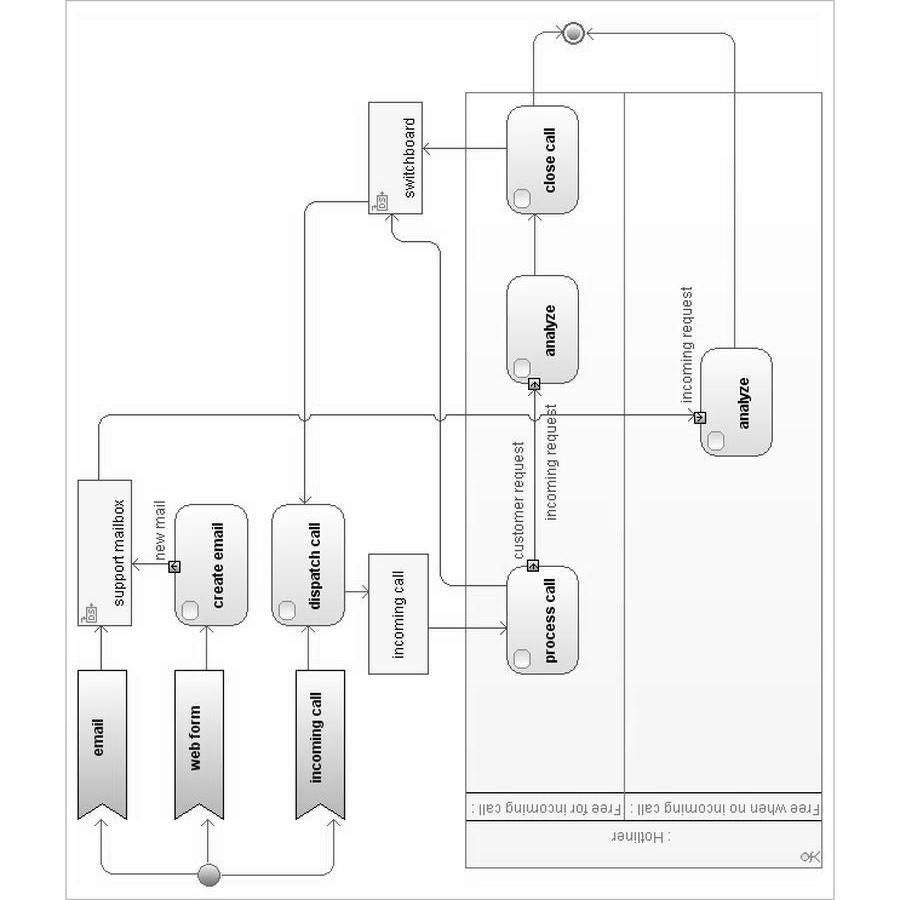 email
support mailbox
«DS»
web form
new mail
create email
incoming call
dispatch call
incoming call
switchboard
«DS»
process call
customer request
incoming request
analyze
close call
incoming request
analyze
Free for incoming call :
Free when no incoming call :
: Hotliner